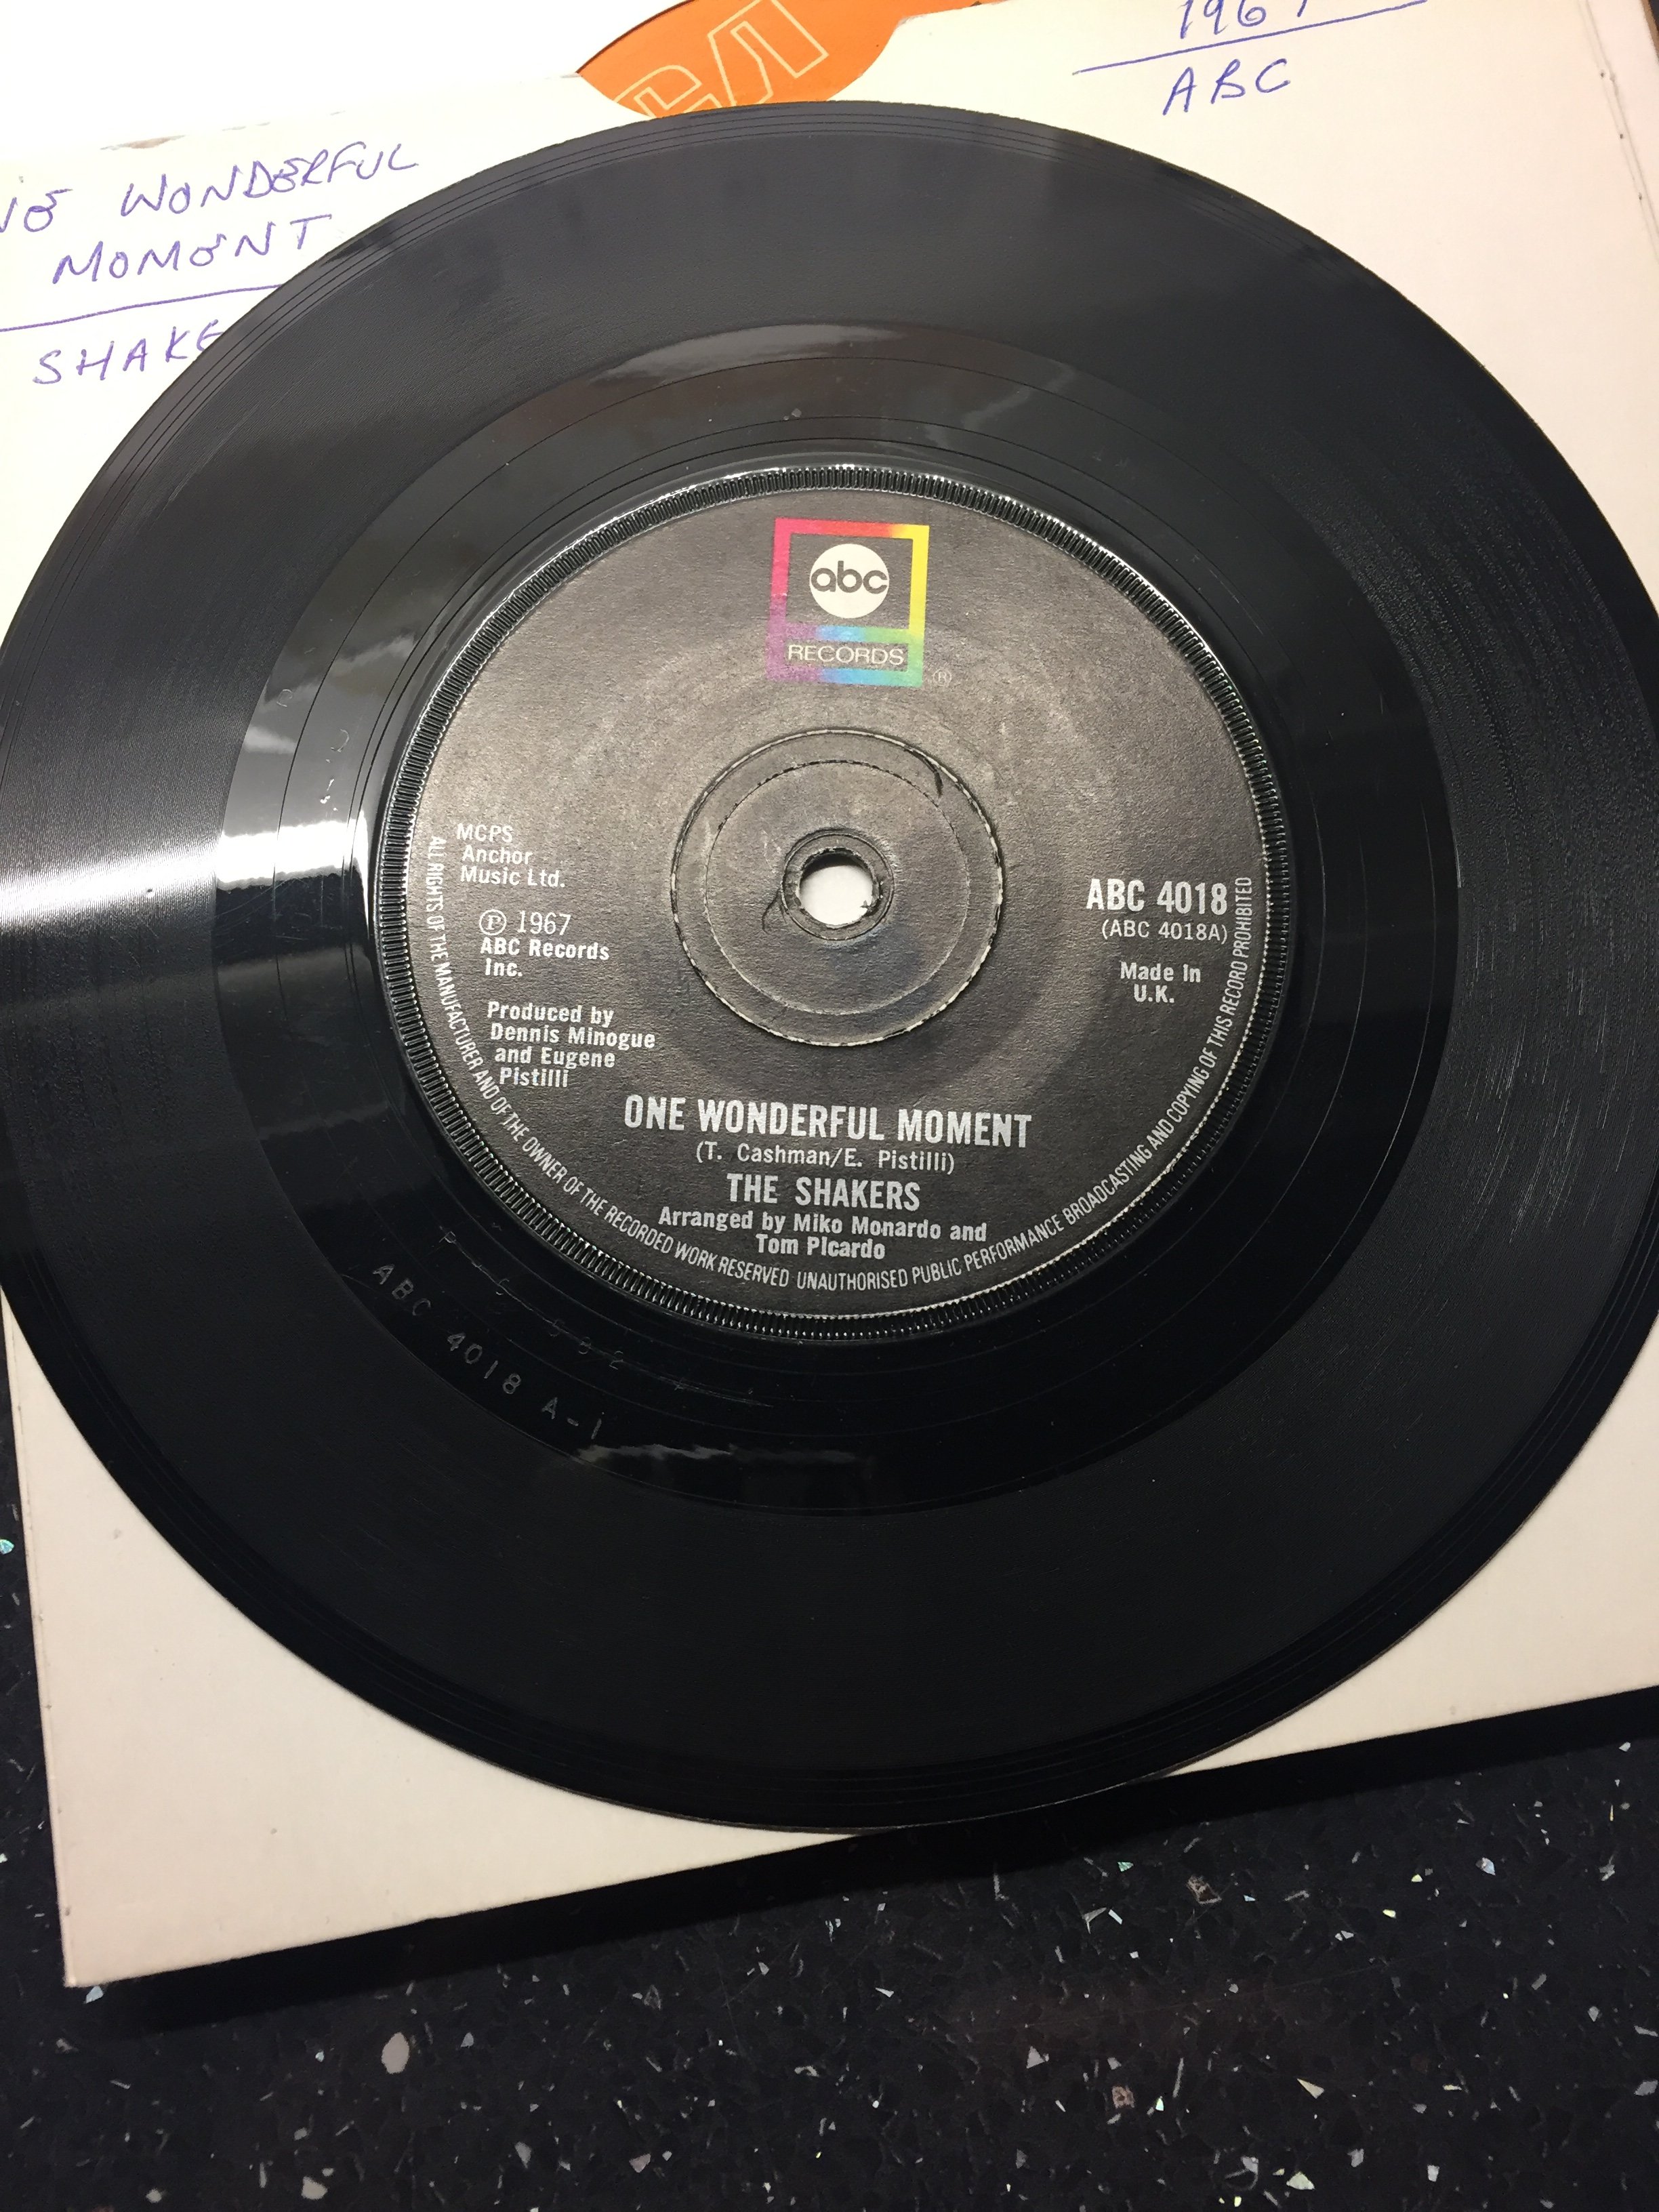 RCA
1967
ABC
WONDERFUL
MOMENT
SHAKE
abc
RECORDS
®
MCPS
Anchor
Music Ltd.
Ⓟ 1967
ABC Records
Inc.
Produced by
Dennis Minogue
and Eugene
Pistilli
ABC 4018
(ABC 4018A)
Made In
U.K.
ONE WONDERFUL MOMENT
(T. Cashman/E. Pistilli)
THE SHAKERS
Arranged by Miko Monardo and
Tom Picardo
ALL RIGHTS OF THE MANUFACTURER AND OF THE OWNER OF THE RECORDED WORK RESERVED UNAUTHORISED PUBLIC PERFORMANCE BROADCASTING AND COPYING OF THIS RECORD PROHIBITED
ABC 4018 A-1